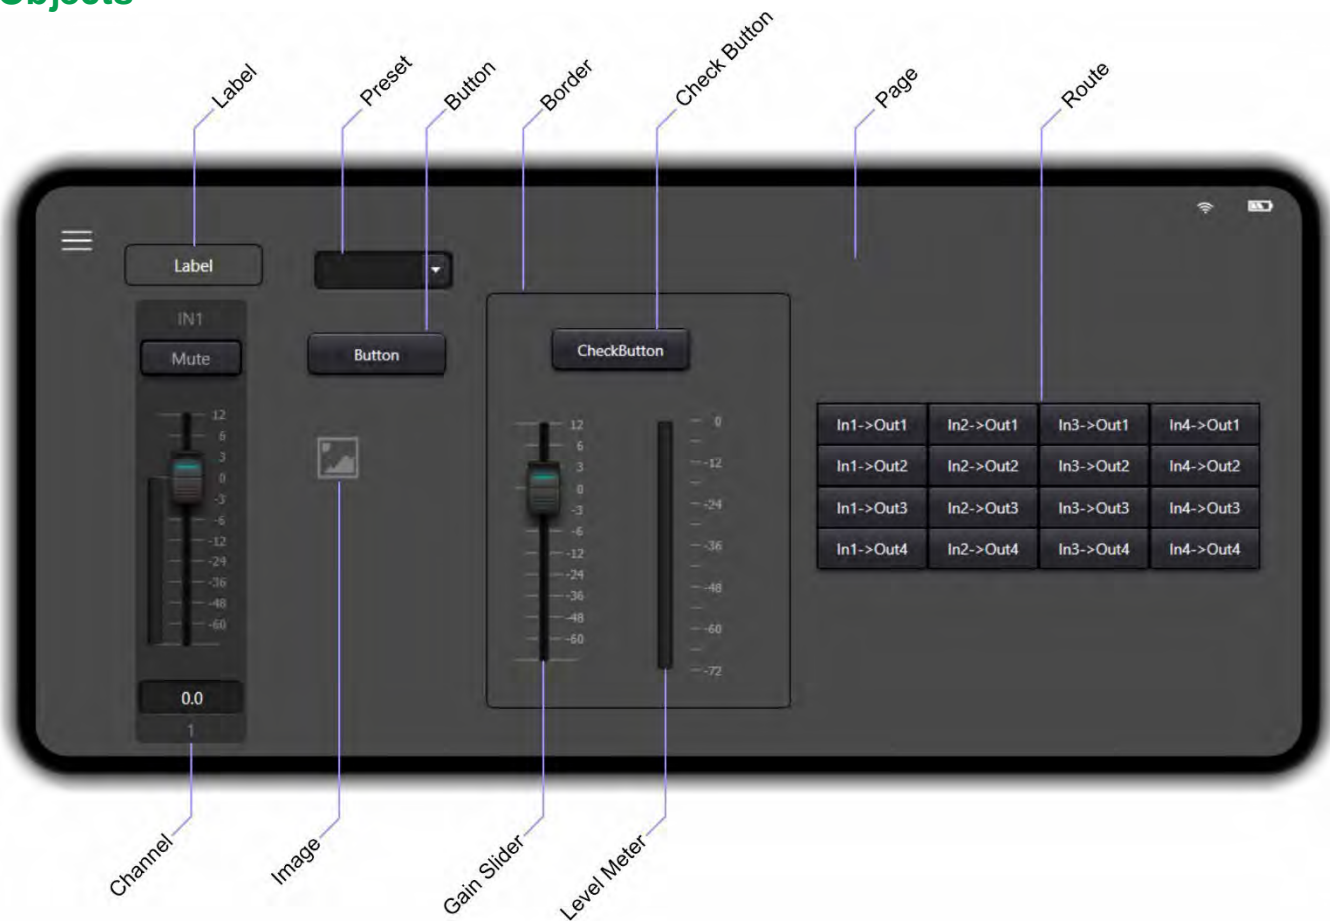 Objects
Label
Preset
Button
Border
Check Button
Page
Route
Label
IN1
Mute
12
6
3
0
-3
-6
-12
-24
-36
-48
-60
0.0
1
Button
CheckButton
12
6
3
0
-3
-6
-12
-24
-36
-48
-60
0
-12
-24
-36
-48
-60
-72
In1->Out1 In2->Out1 In3->Out1 In4->Out1
In1->Out2 In2->Out2 In3->Out2 In4->Out2
In1->Out3 In2->Out3 In3->Out3 In4->Out3
In1->Out4 In2->Out4 In3->Out4 In4->Out4
Channel
Image
Gain Slider
Level Meter